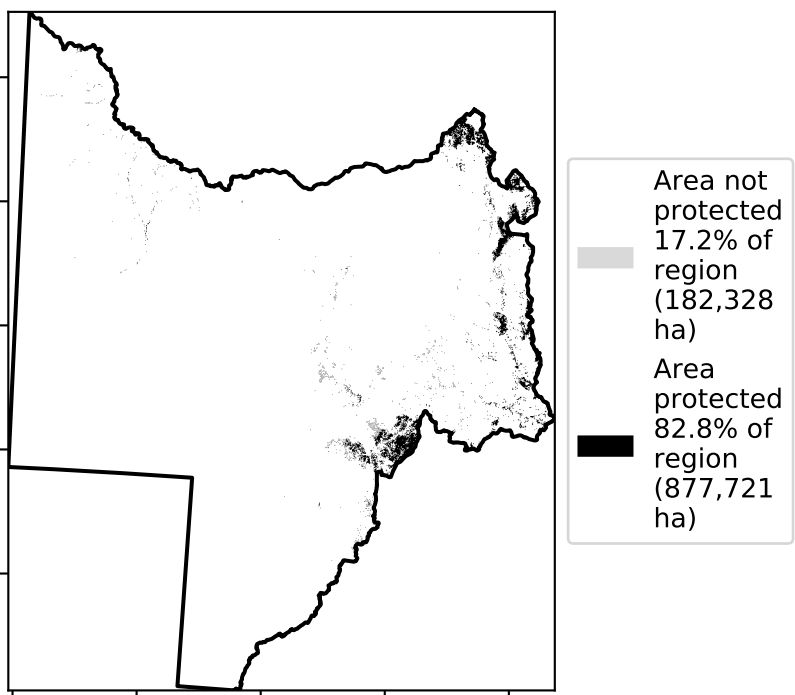 Area not
protected
17.2% of
region
(182,328
ha)
Area
protected
82.8% of
region
(877,721
ha)